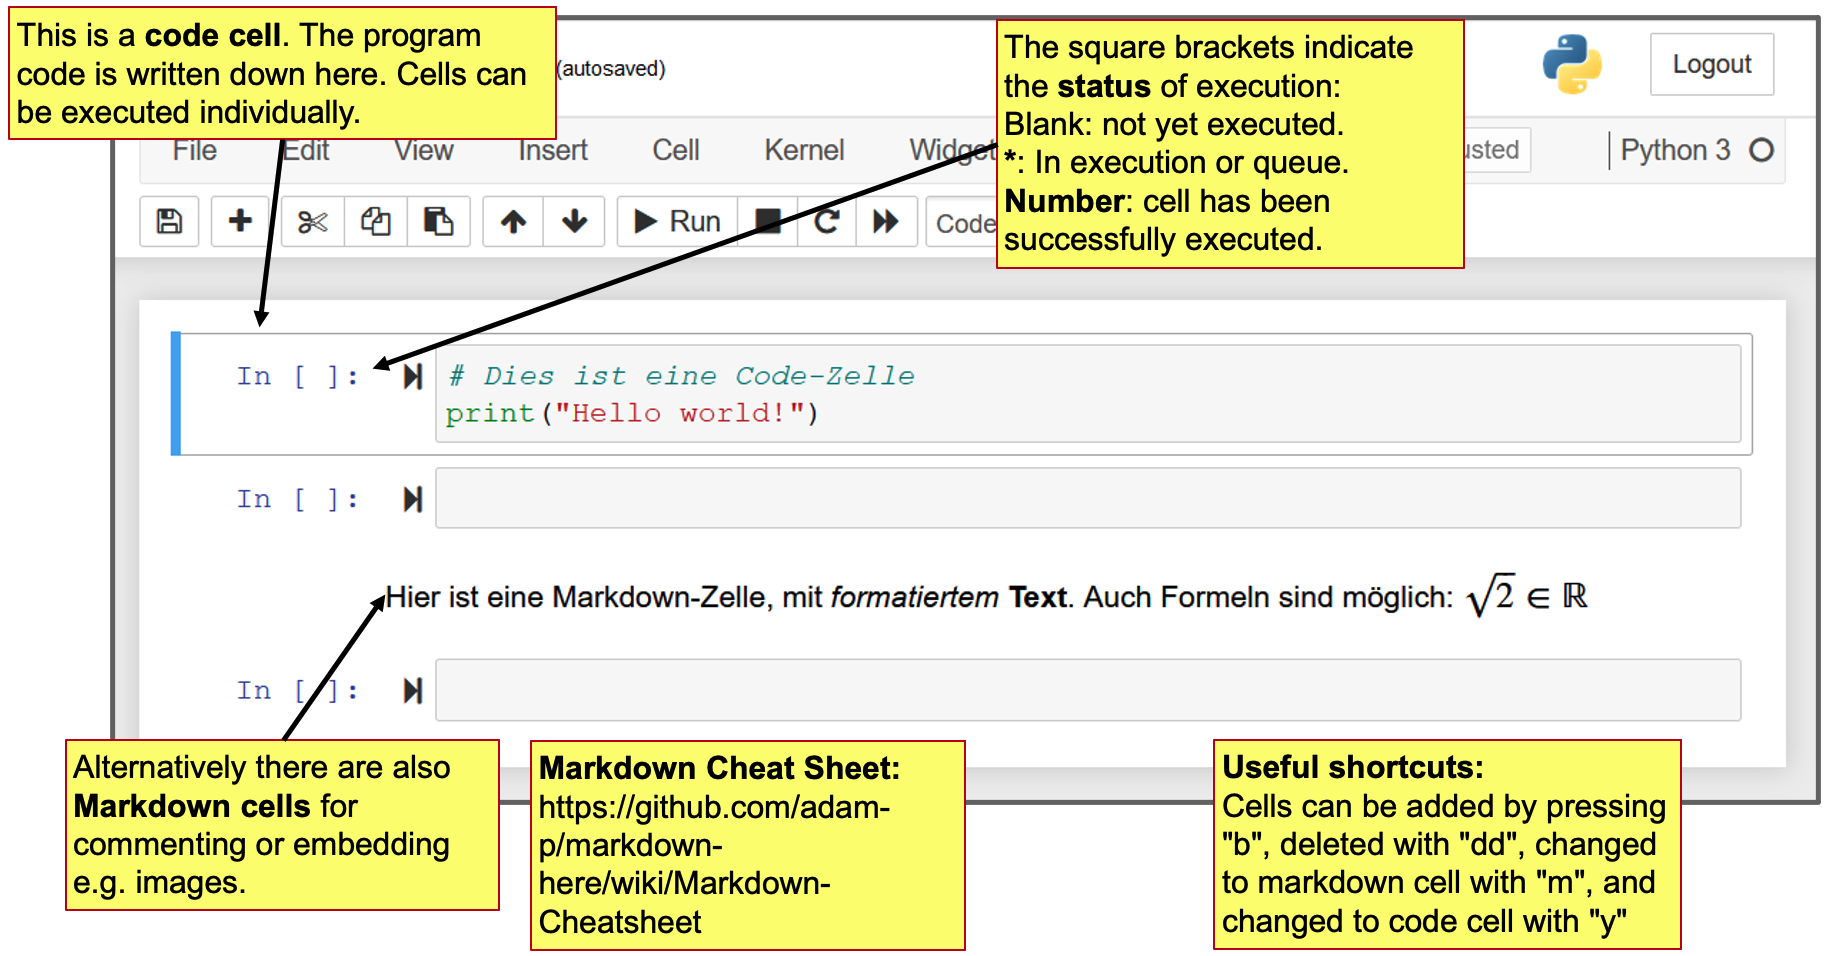 This is a code cell. The program
code is written down here. Cells can
be executed individually.
(autosaved)
The square brackets indicate
the status of execution:
Blank: not yet executed.
*: In execution or queue.
Number: cell has been
successfully executed.
Logout
File Edit View Insert Cell Kernel Python 3
Run Code
In [ ]: # Dies ist eine Code-Zelle
print("Hello world!")
In [ ]:
Hier ist eine Markdown-Zelle, mit formatiertem Text. Auch Formeln sind möglich: √2 ∈ ℝ
In [ ]:
Alternatively there are also
Markdown cells for
commenting or embedding
e.g. images.
Markdown Cheat Sheet:
https://github.com/adam-
p/markdown-
here/wiki/Markdown-
Cheatsheet
Useful shortcuts:
Cells can be added by pressing
"b", deleted with "dd", changed
to markdown cell with "m", and
changed to code cell with "y"